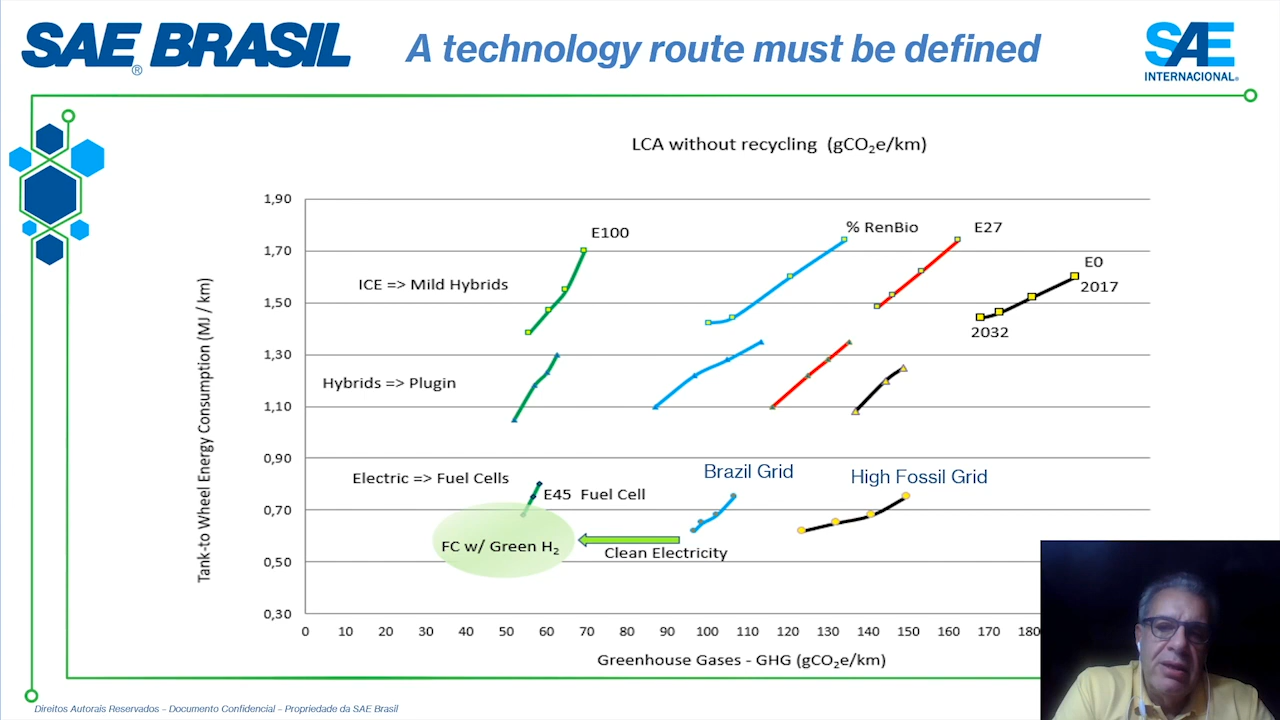 SAE BRASIL
®
A technology route must be defined
SAE
INTERNACIONAL®
LCA without recycling (gCO₂e/km)
Tank-to Wheel Energy Consumption (MJ / km)
1,90
1,70
1,50
1,30
1,10
0,90
0,70
0,50
0,30
E100
% RenBio
E27
E0
2017
ICE => Mild Hybrids
2032
Hybrids => Plugin
Brazil Grid
High Fossil Grid
Electric => Fuel Cells
E45 Fuel Cell
FC w/ Green H₂
Clean Electricity
0 10 20 30 40 50 60 70 80 90 100 110 120 130 140 150 160 170 180
Greenhouse Gases - GHG (gCO₂e/km)
Direitos Autorais Reservados – Documento Confidencial – Propriedade da SAE Brasil